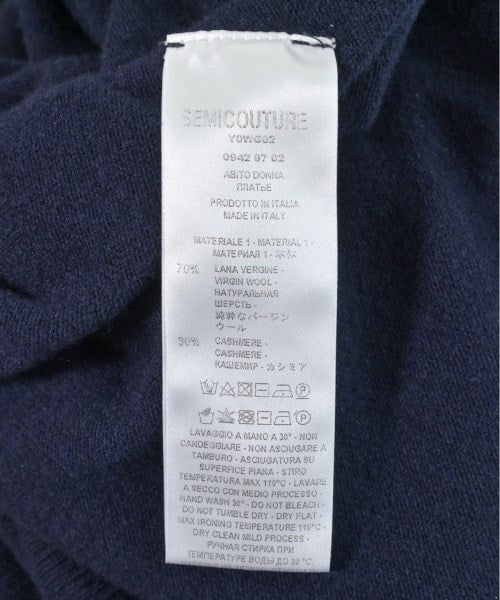 SEMICOUTURE
Y0WG02
0942 07 02
ABITO DONNA
ПЛАТЬЕ
PRODOTTO IN ITALIA
MADE IN ITALY
MATERIALE 1 - MATERIAL 1 -
МАТЕРИАЛ 1 - 本体
70% LANA VERGINE -
VIRGIN WOOL -
НАТУРАЛЬНАЯ
ШЕРСТЬ -
純粋なバージン
ウール
30% CASHMERE -
CASHMERE -
КАШЕМИР - カシミア
LAVAGGIO A MANO A 30° - NON
CANDEGGIARE - NON ASCIUGARE A
TAMBURO - ASCIUGATURA SU
SUPERFICE PIANA - STIRO
TEMPERATURA MAX 110°C - LAVARE
A SECCO CON MEDIO PROCESSO -
HAND WASH 30° - DO NOT BLEACH -
DO NOT TUMBLE DRY - DRY FLAT -
MAX IRONING TEMPERATURE 110°C -
DRY CLEAN MILD PROCESS -
РУЧНАЯ СТИРКА ПРИ
ТЕМПЕРАТУРЕ ВОДЫ ДО 30 °C.